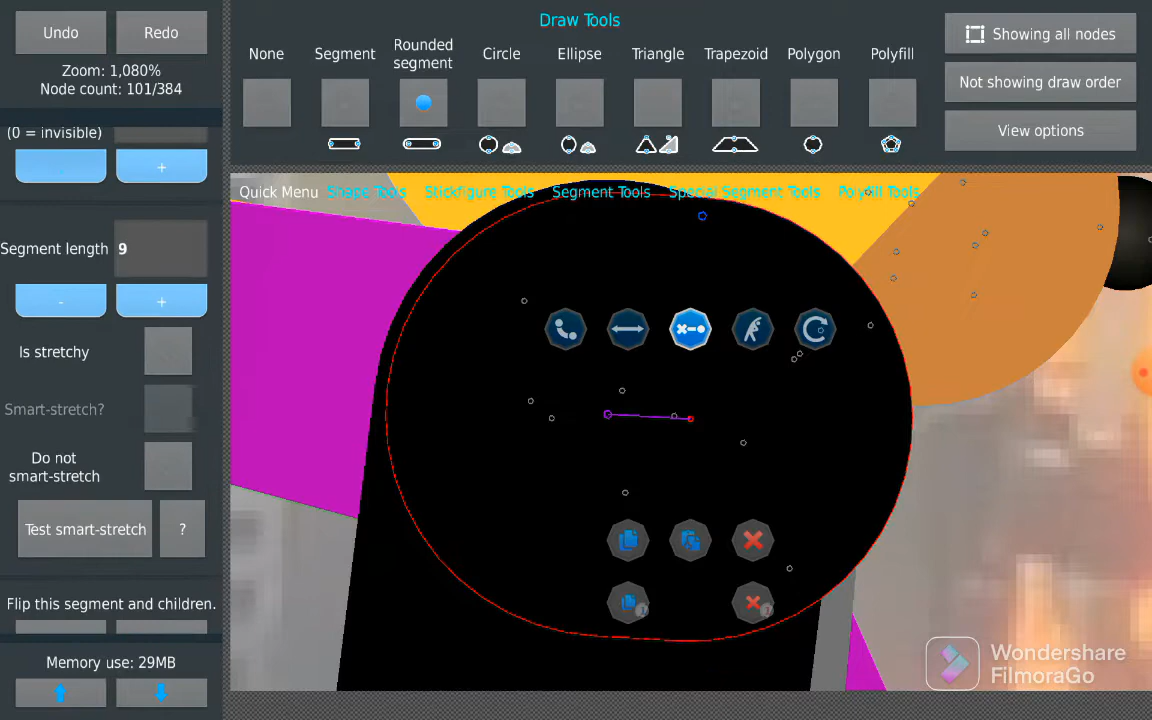 Undo
Redo
Zoom: 1,080%
Node count: 101/384
(0 = invisible)
+
Segment length
9
-
+
Is stretchy
Smart-stretch?
Do not
smart-stretch
Test smart-stretch
?
Flip this segment and children.
Memory use: 29MB
Draw Tools
None
Segment
Rounded
segment
Circle
Ellipse
Triangle
Trapezoid
Polygon
Polyfill
Showing all nodes
Not showing draw order
View options
Quick Menu
Shape Tools
Stickfigure Tools
Segment Tools
Special Segment Tools
Polyfill Tools
Wondershare
FilmoraGo